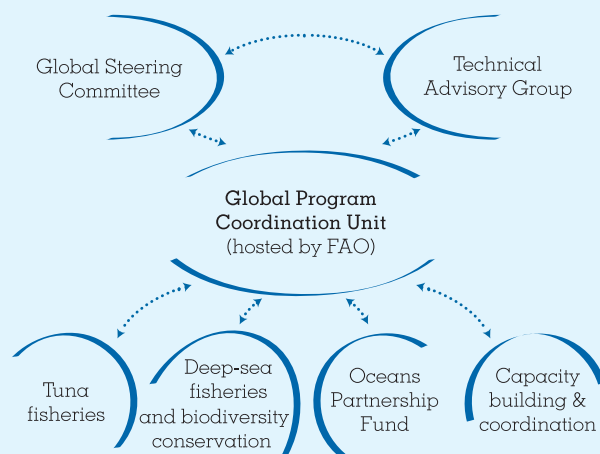 Global Steering
Committee
Technical
Advisory Group
Global Program
Coordination Unit
(hosted by FAO)
Tuna
fisheries
Deep-sea
fisheries
and biodiversity
conservation
Oceans
Partnership
Fund
Capacity
building &
coordination